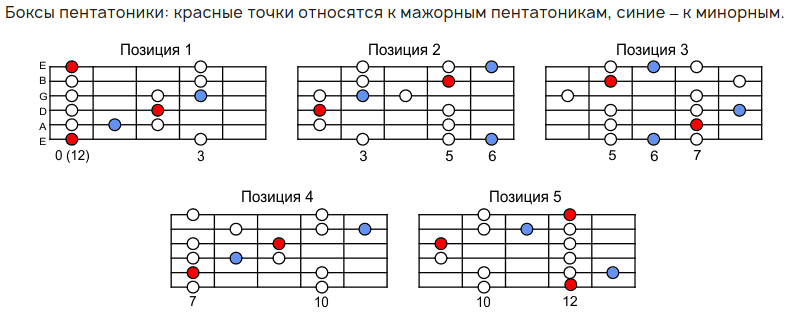 Боксы пентатоники: красные точки относятся к мажорным пентатоникам, синие – к минорным.
Позиция 1
Позиция 2
Позиция 3
E
B
G
D
A
E
0 (12) 3
3 5 6
5 6 7
Позиция 4
Позиция 5
7 10
10 12